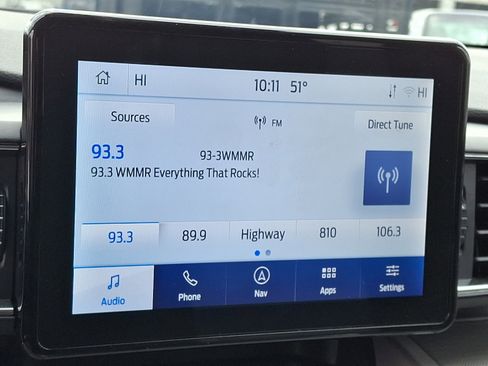 HI 10:11 51° HI
Sources FM Direct Tune
93.3 93-3WMMR
93.3 WMMR Everything That Rocks!
93.3 89.9 Highway 810 106.3
Audio Phone Nav Apps Settings